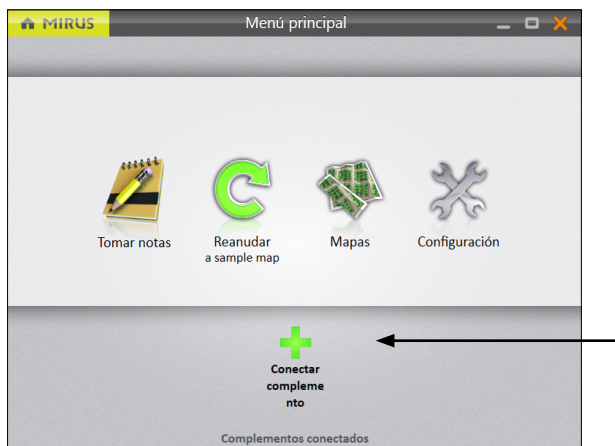 MIRUS
Menú principal
Tomar notas
Reanudar
a sample map
Mapas
Configuración
Conectar
compleme
nto
Complementos conectados